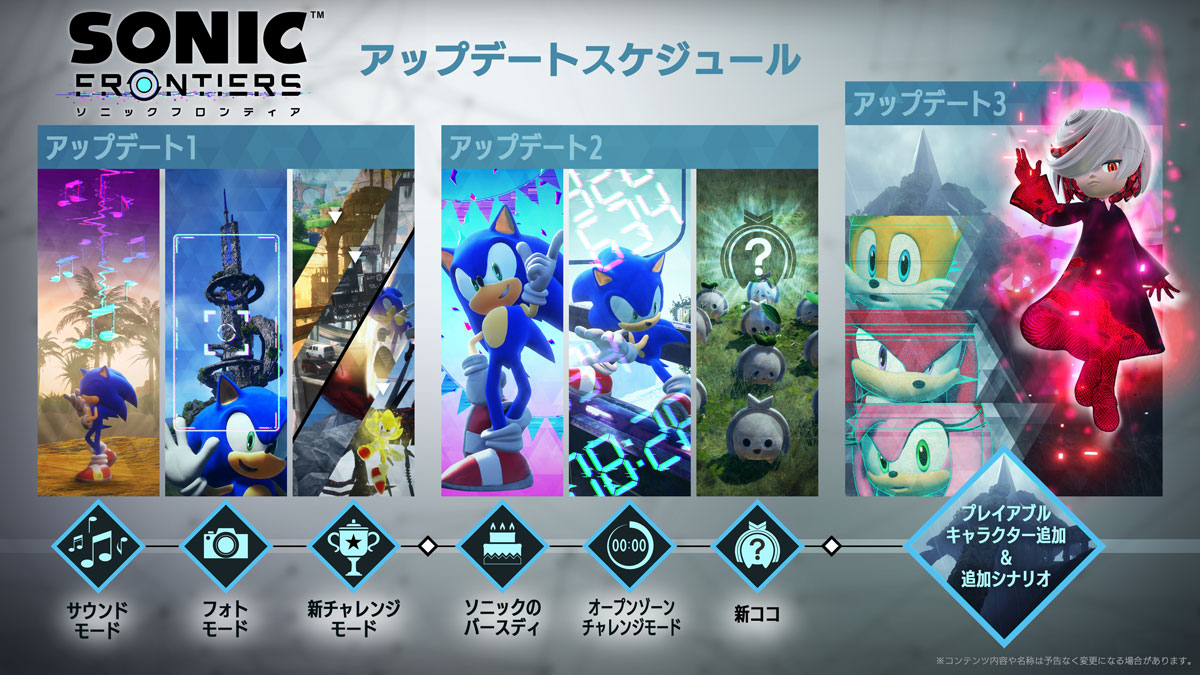 SONIC™
FRONTIERS
ソニックフロンティア
アップデートスケジュール
アップデート1
アップデート2
アップデート3
?
18:24
サウンド
モード
フォト
モード
新チャレンジ
モード
ソニックの
バースデイ
00:00
オープンゾーン
チャレンジモード
?
新ココ
プレイアブル
キャラクター追加
&
追加シナリオ
※コンテンツ内容や名称は予告なく変更になる場合があります。